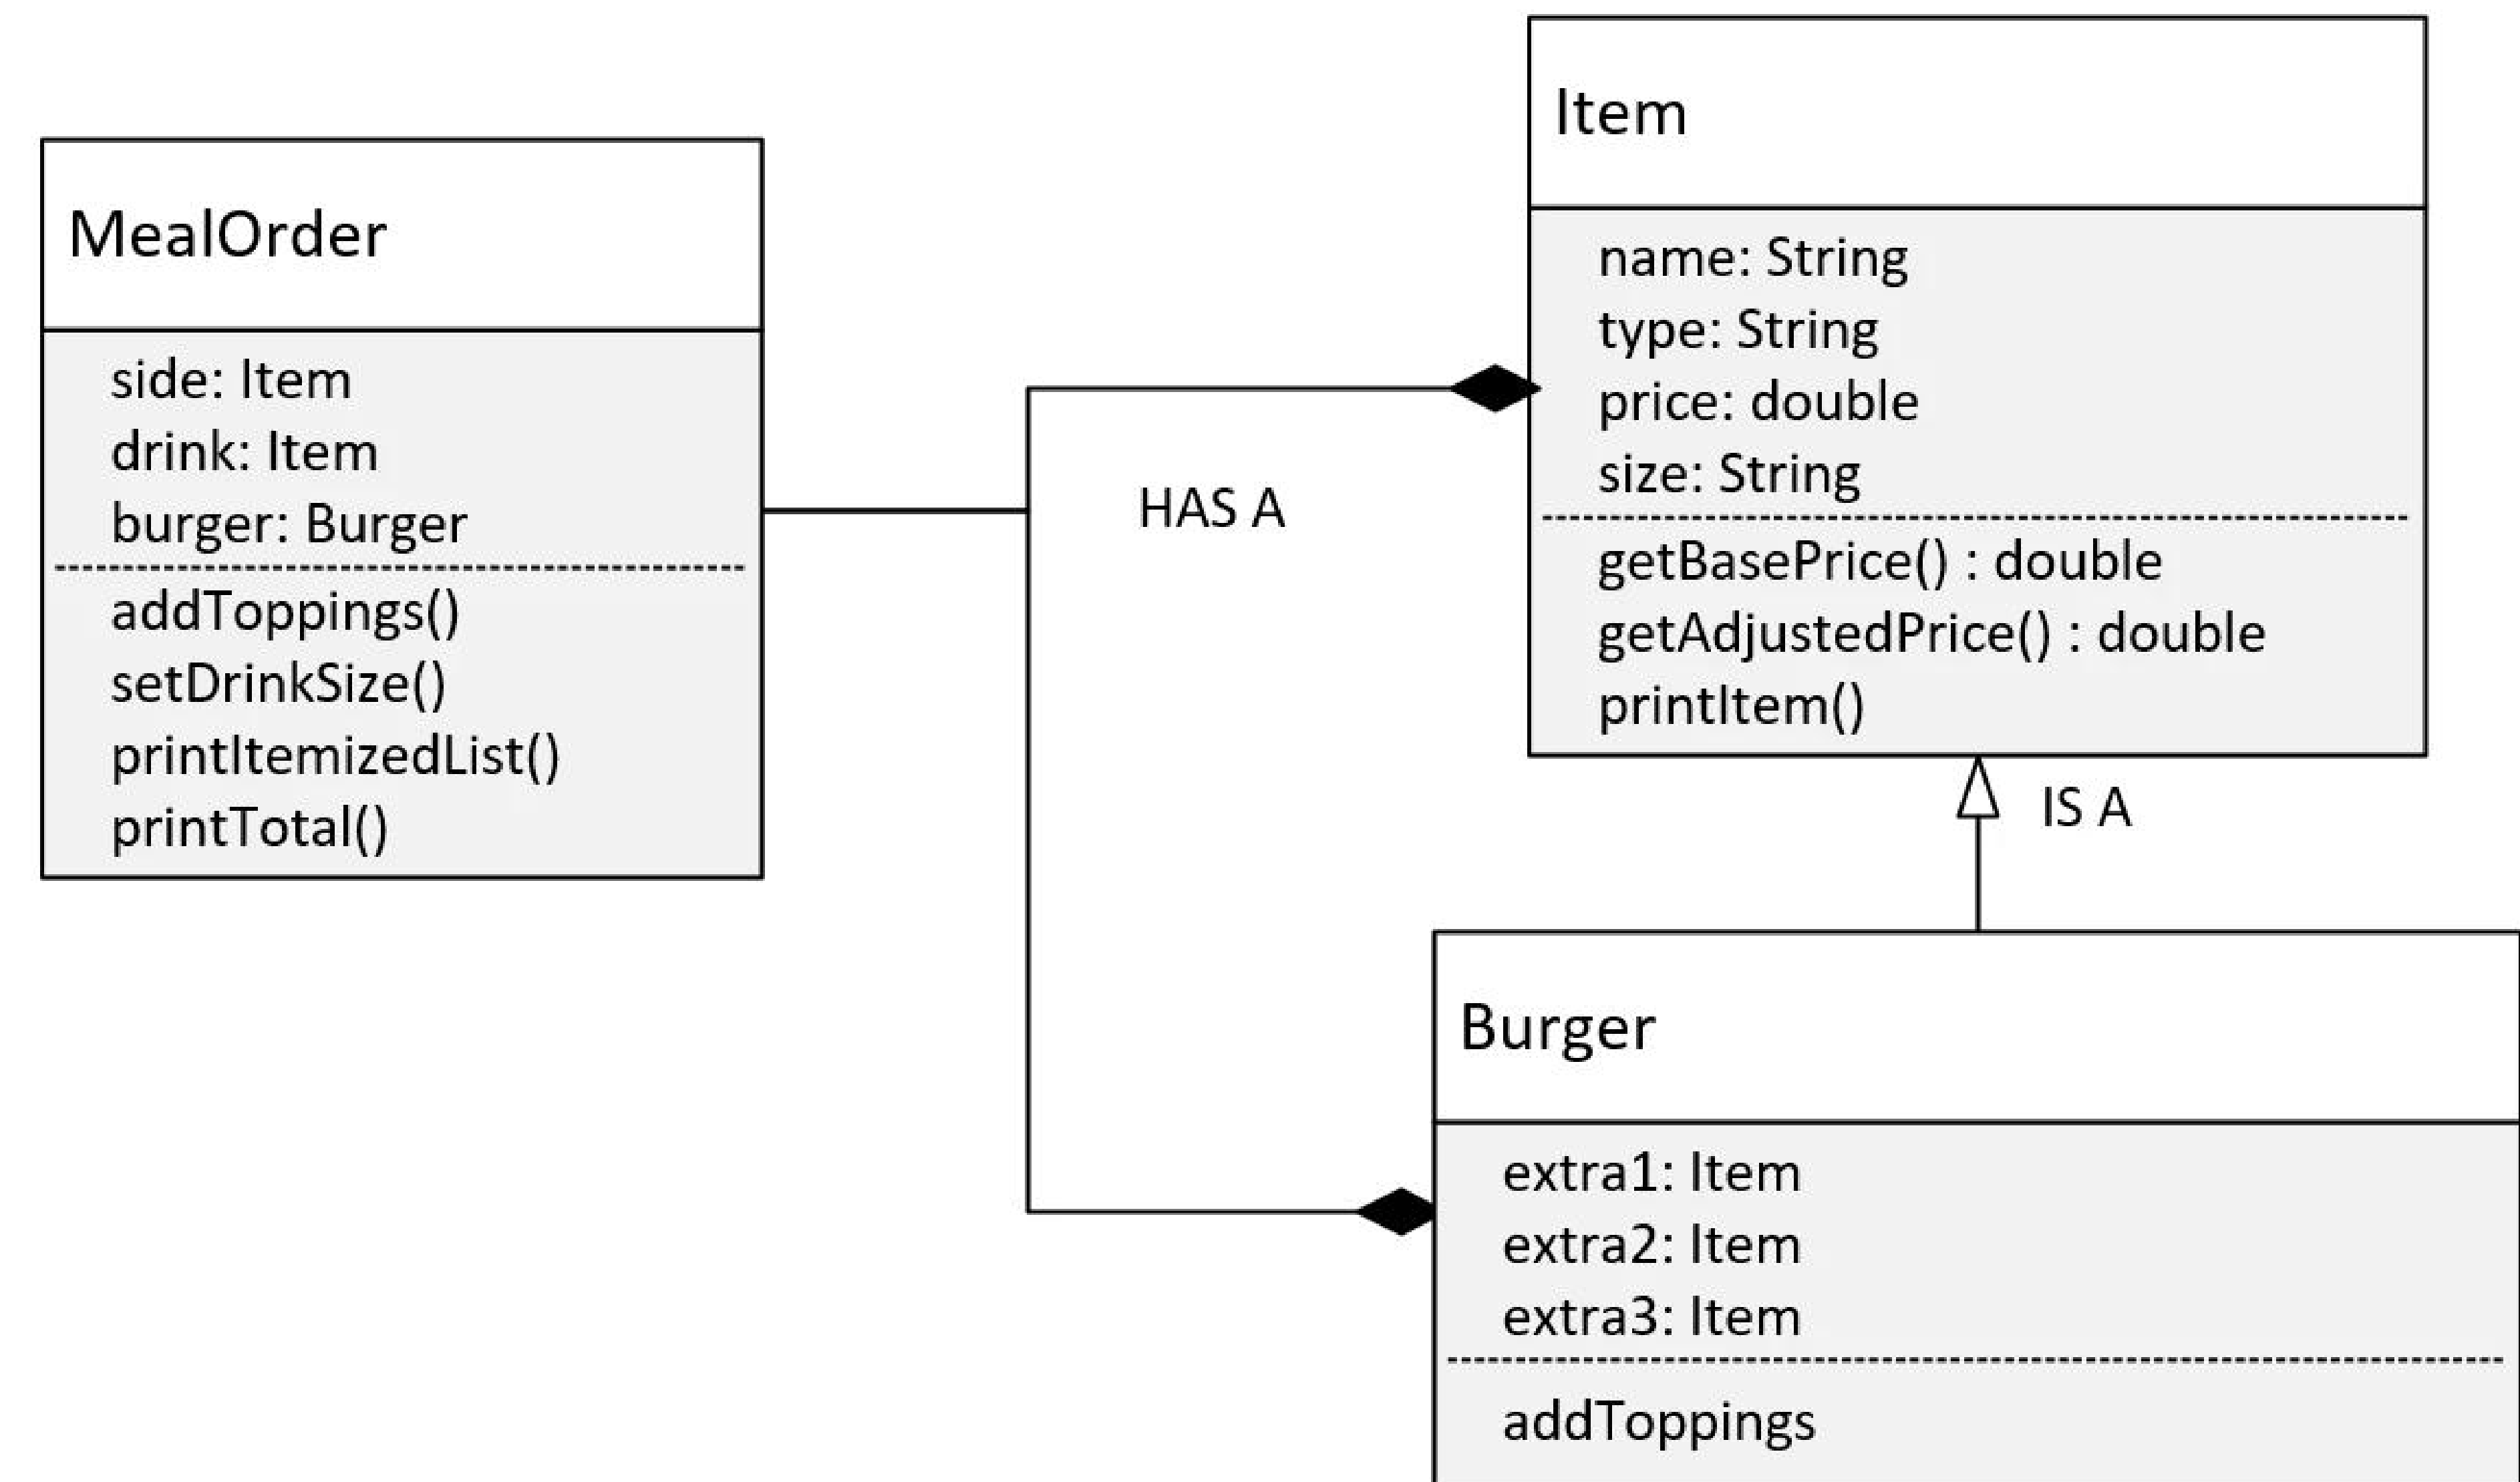 MealOrder
side: Item
drink: Item
burger: Burger
addToppings()
setDrinkSize()
printItemizedList()
printTotal()
HAS A
Item
name: String
type: String
price: double
size: String
getBasePrice() : double
getAdjustedPrice() : double
printItem()
IS A
Burger
extra1: Item
extra2: Item
extra3: Item
addToppings